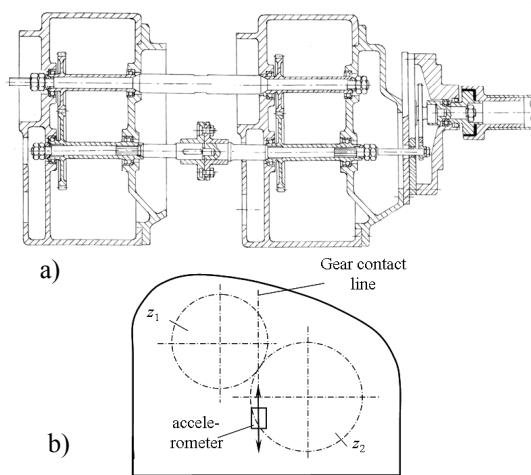 a)
Gear contact
line
z1
accele-
rometer
z2
b)